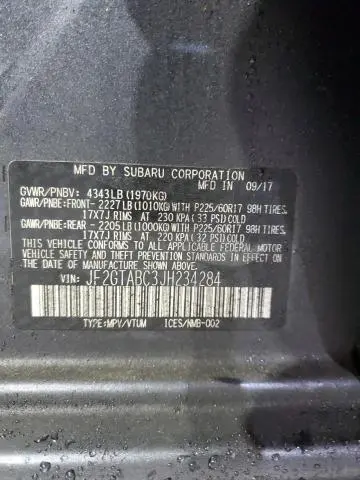 MFD BY SUBARU CORPORATION
GVWR/PNBV: 4343LB(1970KG) MFD IN 09/17
GAWR/PNBE:FRONT- 2227LB(1010KG) WITH P225/60R17 98H TIRES,
17X7J RIMS AT 230 KPA(33 PSI)COLD
GAWR/PNBE:REAR - 2205LB(1000KG) WITH P225/60R17 98H TIRES,
17X7J RIMS AT 220 KPA(32 PSI)COLD
THIS VEHICLE CONFORMS TO ALL APPLICABLE FEDERAL MOTOR
VEHICLE SAFETY, BUMPER, AND THEFT PREVENTION STANDARDS
IN EFFECT ON THE DATE OF MANUFACTURE SHOWN ABOVE.
VIN: JF2GTABC3JH234284
TYPE:MPV/VTUM ICES/NMB-002